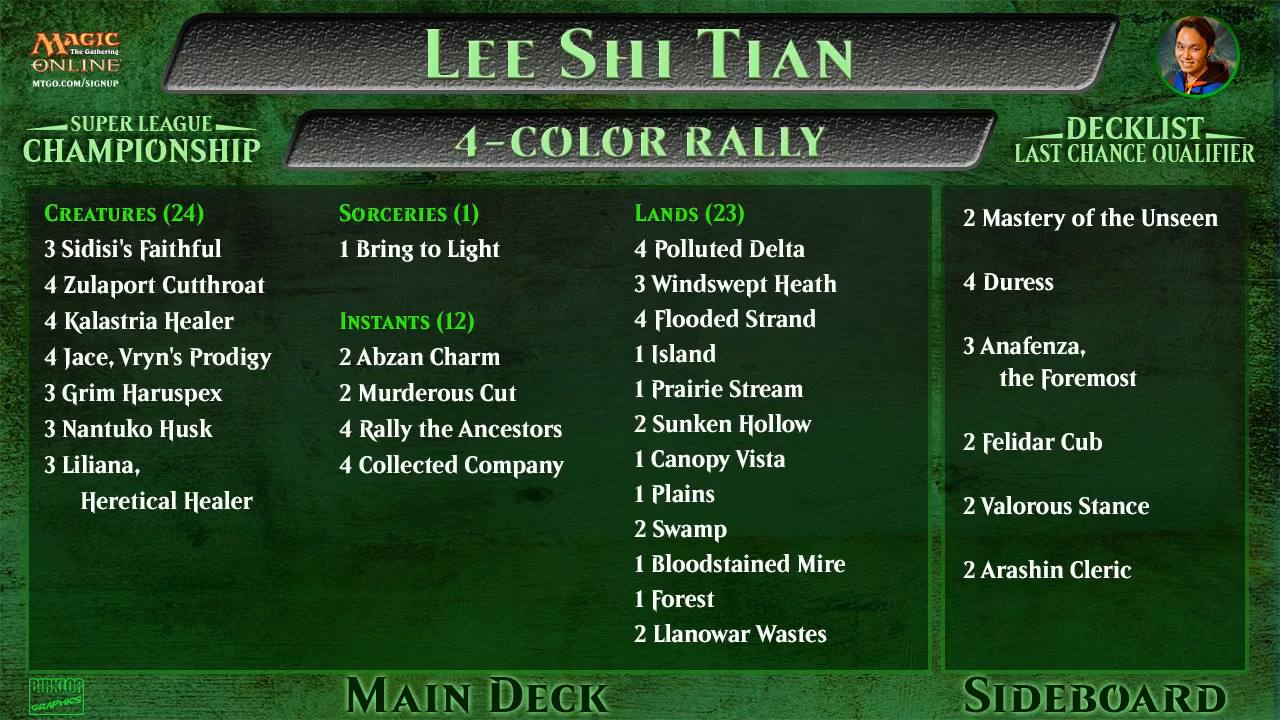 MAGIC
The Gathering
ONLINE
MTGO.COM/SIGNUP
LEE SHI TIAN
SUPER LEAGUE
CHAMPIONSHIP
4-COLOR RALLY
DECKLIST
LAST CHANCE QUALIFIER
CREATURES (24)
3 Sidisi's Faithful
4 Zulaport Cutthroat
4 Kalastria Healer
4 Jace, Vryn's Prodigy
3 Grim Haruspex
3 Nantuko Husk
3 Liliana,
Heretical Healer
SORCERIES (1)
1 Bring to Light
INSTANTS (12)
2 Abzan Charm
2 Murderous Cut
4 Rally the Ancestors
4 Collected Company
LANDS (23)
4 Polluted Delta
3 Windswept Heath
4 Flooded Strand
1 Island
1 Prairie Stream
2 Sunken Hollow
1 Canopy Vista
1 Plains
2 Swamp
1 Bloodstained Mire
1 Forest
2 Llanowar Wastes
2 Mastery of the Unseen
4 Duress
3 Anafenza,
the Foremost
2 Felidar Cub
2 Valorous Stance
2 Arashin Cleric
BIRKLOR
GRAPHICS
MAIN DECK
SIDEBOARD